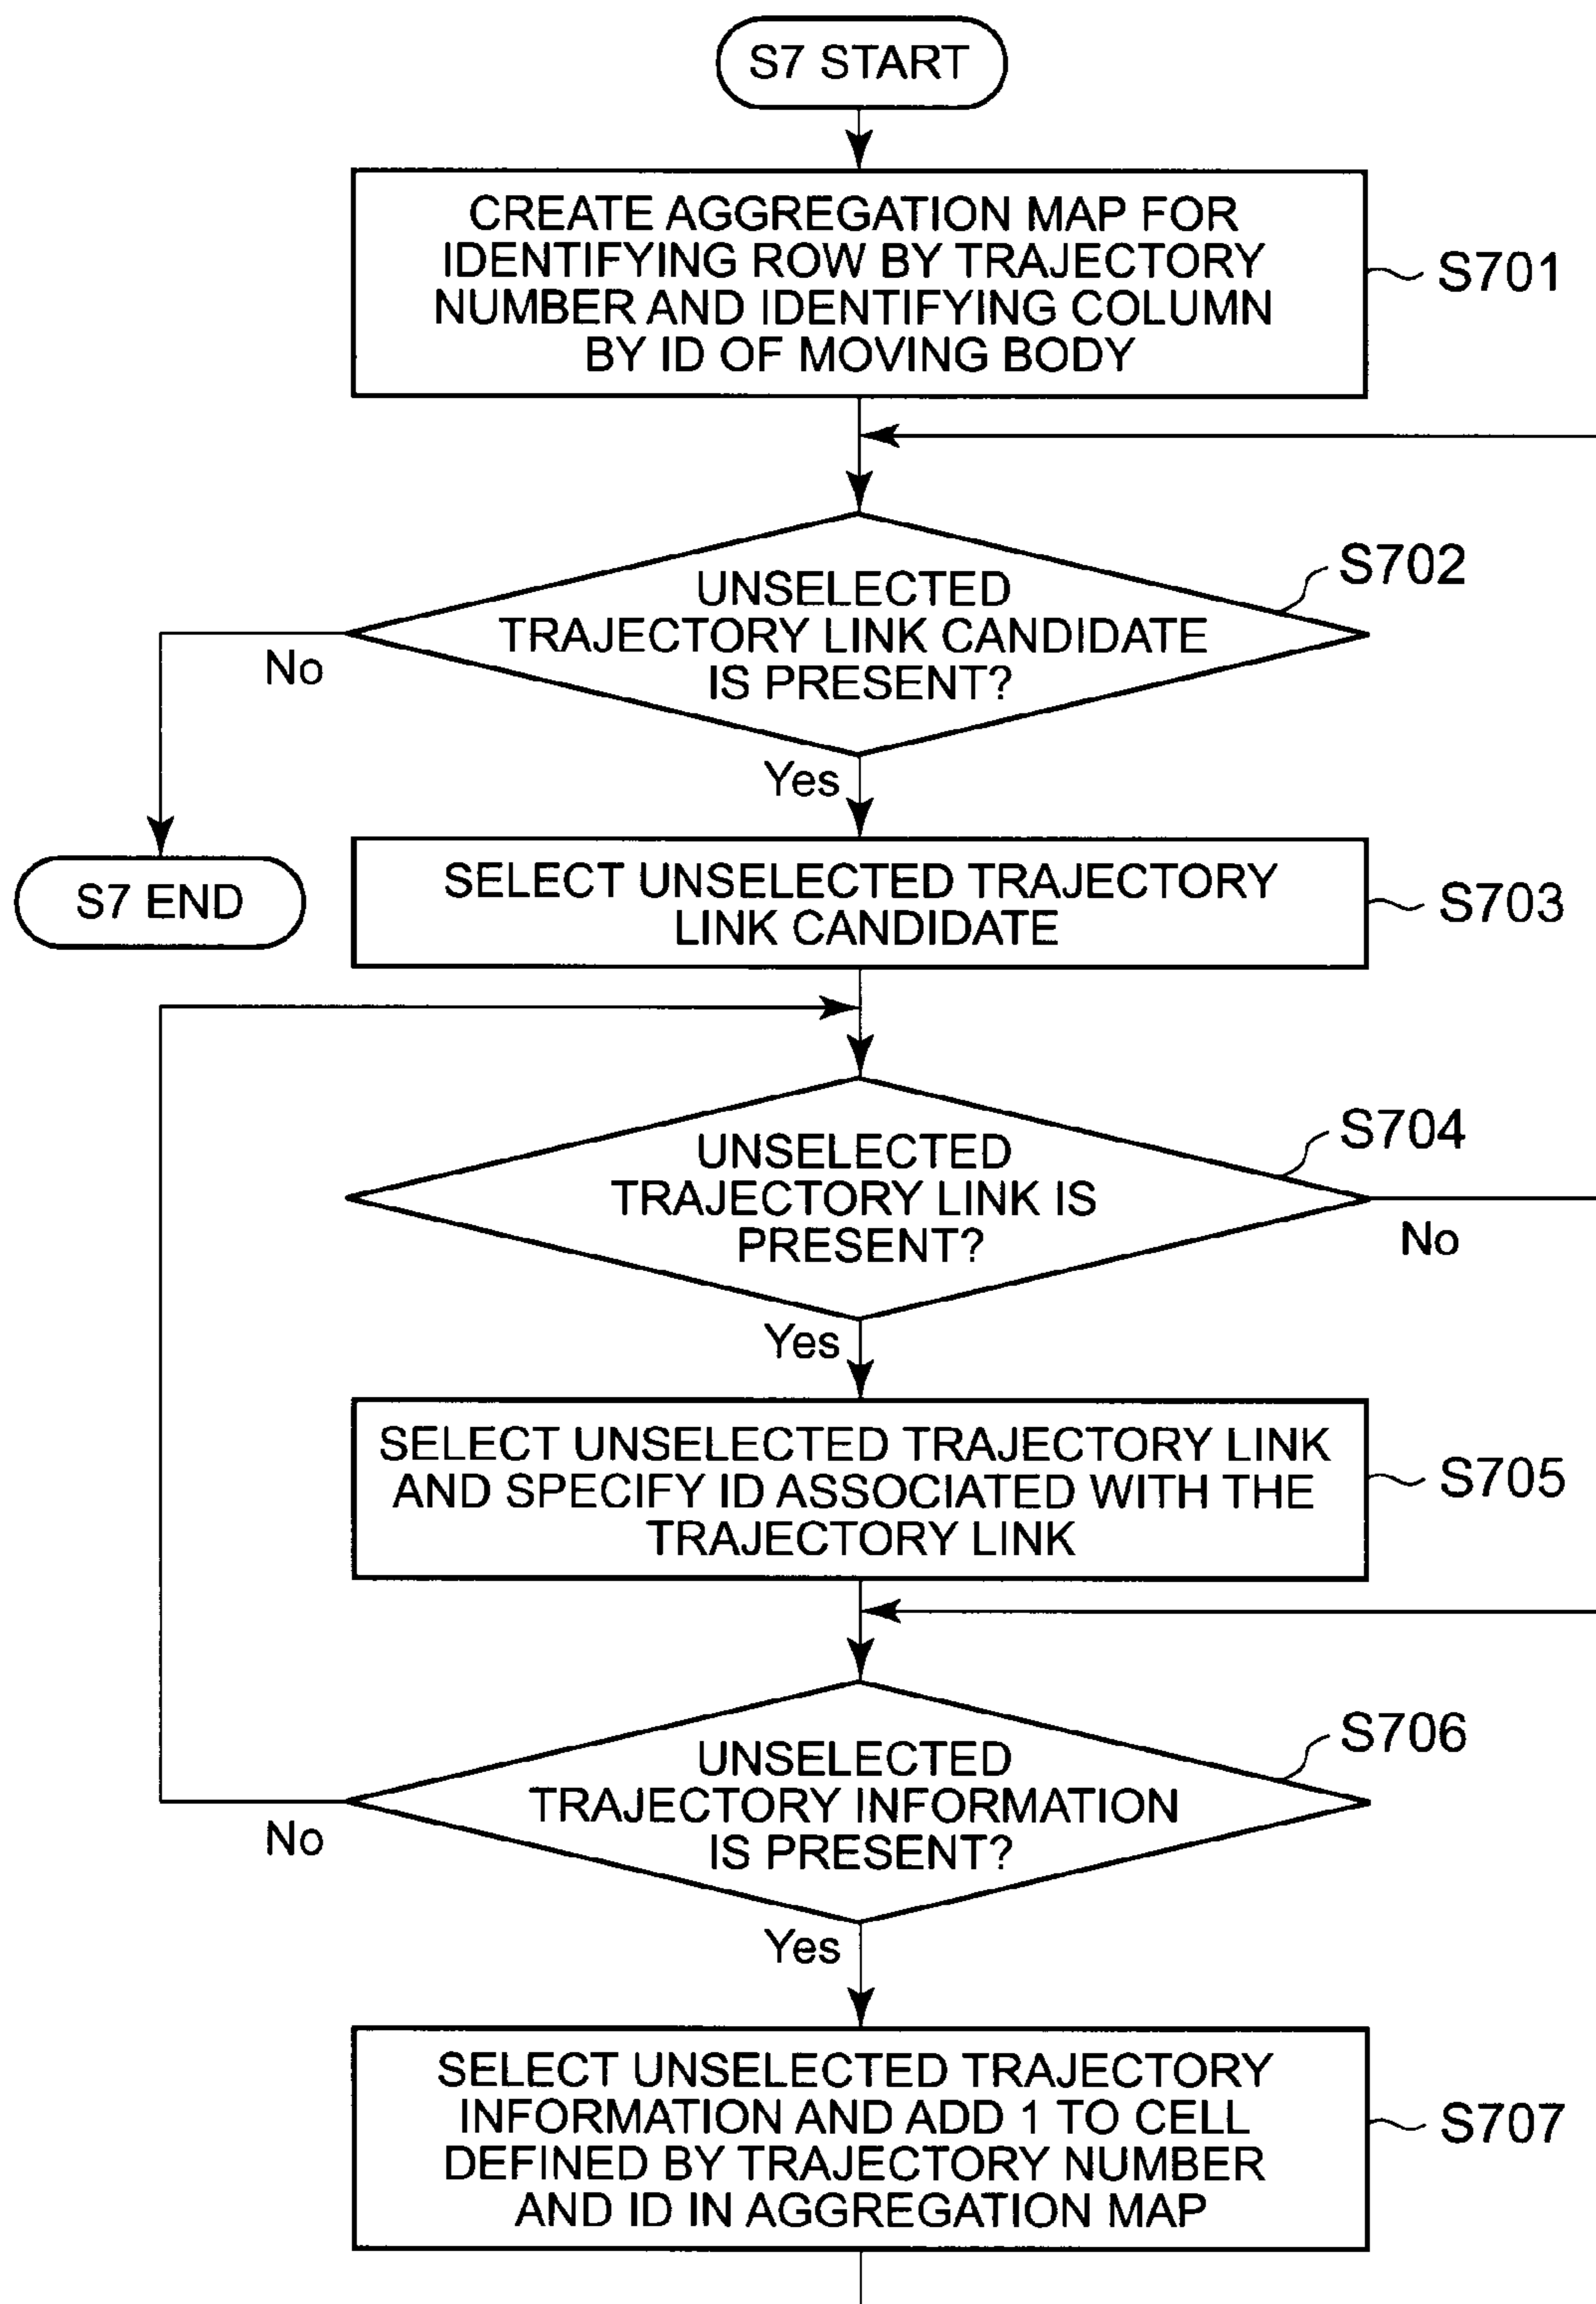 S7 START
CREATE AGGREGATION MAP FOR
IDENTIFYING ROW BY TRAJECTORY
NUMBER AND IDENTIFYING COLUMN
BY ID OF MOVING BODY
S701
S702
UNSELECTED
TRAJECTORY LINK CANDIDATE
IS PRESENT?
No
Yes
S7 END
SELECT UNSELECTED TRAJECTORY
LINK CANDIDATE
S703
S704
UNSELECTED
TRAJECTORY LINK IS
PRESENT?
No
Yes
SELECT UNSELECTED TRAJECTORY LINK
AND SPECIFY ID ASSOCIATED WITH THE
TRAJECTORY LINK
S705
S706
UNSELECTED
TRAJECTORY INFORMATION
IS PRESENT?
No
Yes
SELECT UNSELECTED TRAJECTORY
INFORMATION AND ADD 1 TO CELL
DEFINED BY TRAJECTORY NUMBER
AND ID IN AGGREGATION MAP
S707